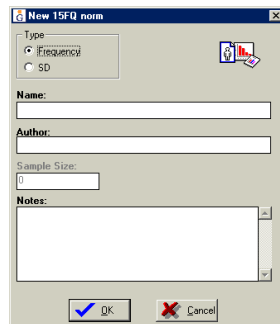 New 15FQ norm
Type
Frequency
SD
Name:
Author:
Sample Size:
0
Notes:
OK
Cancel